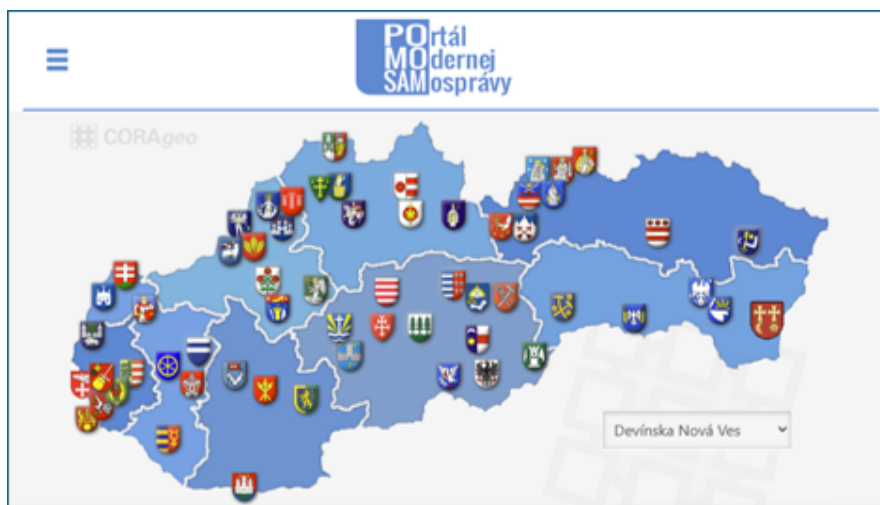 POrtál
MOdernej
SAMosprávy
CORAgeo
Devínska Nová Ves